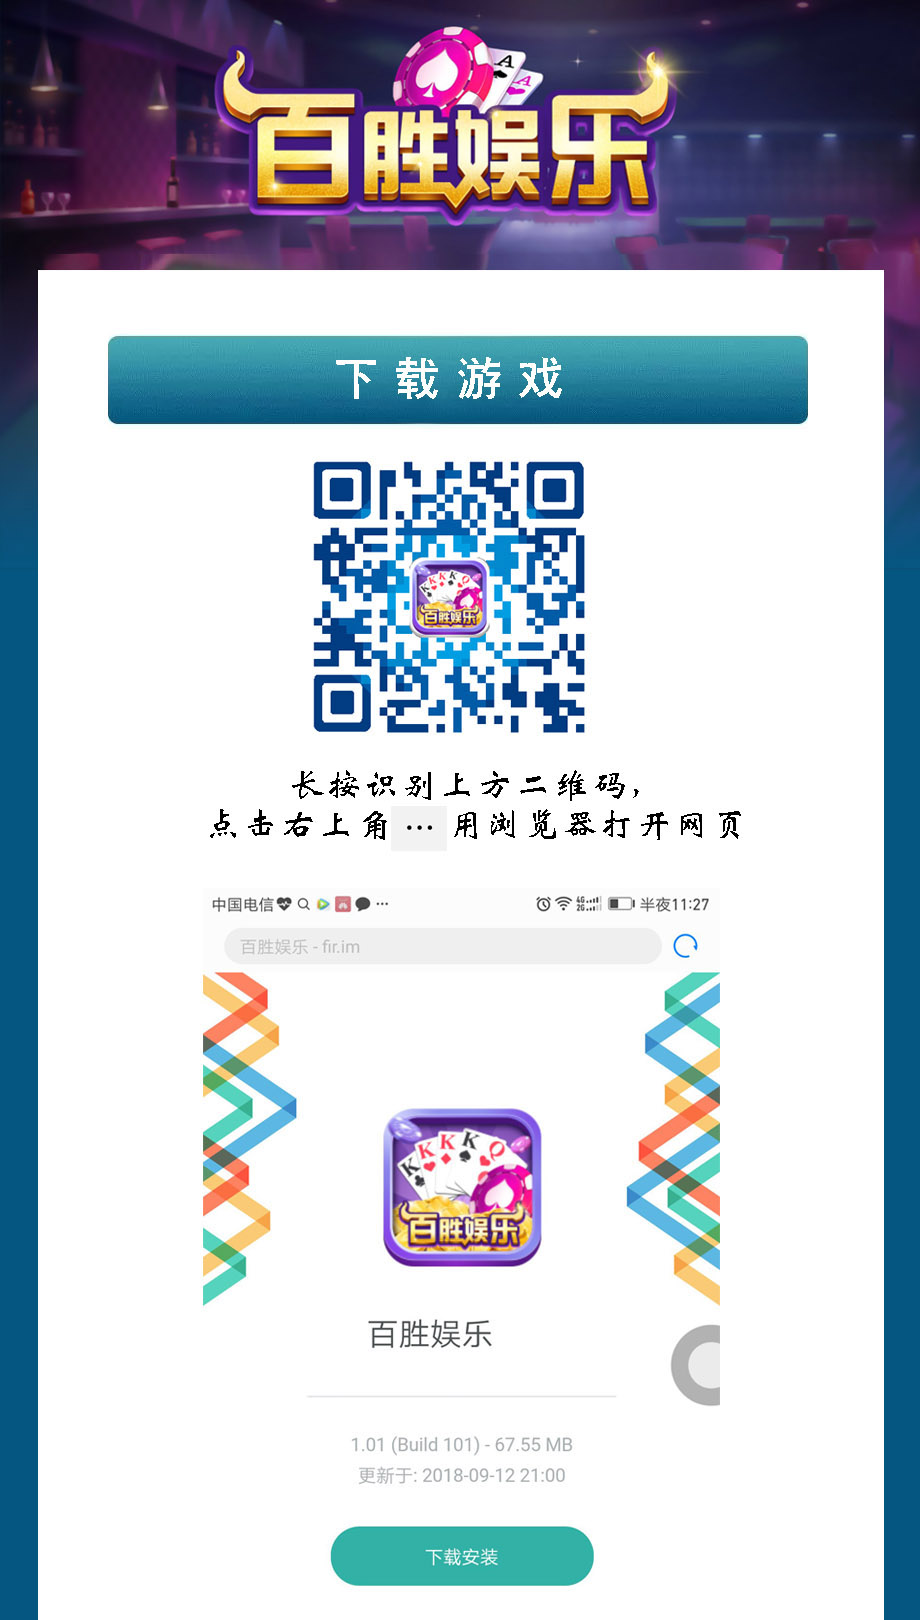 百胜娱乐
下载游戏
百胜娱乐
长按识别上方二维码,
点击右上角 ··· 用浏览器打开网页
中国电信 ··· 4G 2G 半夜11:27
百胜娱乐 - fir.im
K K K K Q
百胜娱乐
百胜娱乐
1.01 (Build 101) - 67.55 MB
更新于: 2018-09-12 21:00
下载安装